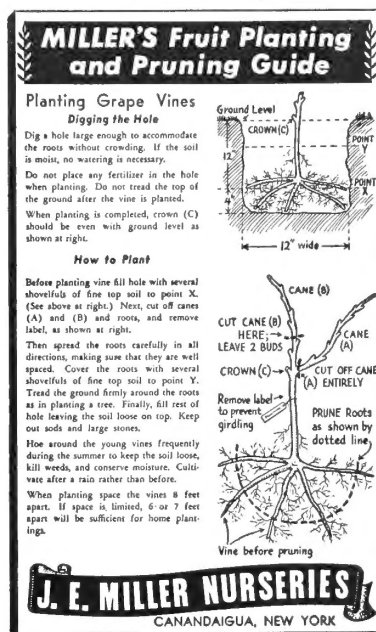 MILLER'S Fruit Planting
and Pruning Guide
Planting Grape Vines
Digging the Hole
Dig a hole large enough to accommodate
the roots without crowding. If the soil
is moist, no watering is necessary.
Do not place any fertilizer in the hole
when planting. Do not tread the top of
the ground after the vine is planted.
When planting is completed, crown (C)
should be even with ground level as
shown at right.
How to Plant
Before planting vine fill hole with several
shovelfuls of fine top soil to point X.
(See above at right.) Next, cut off canes
(A) and (B) and roots, and remove
label, as shown at right.
Then spread the roots carefully in all
directions, making sure that they are well
spaced. Cover the roots with several
shovelfuls of fine top soil to point Y.
Tread the ground firmly around the roots
as in planting a tree. Finally, fill rest of
hole leaving the soil loose on top. Keep
out sods and large stones.
Hoe around the young vines frequently
during the summer to keep the soil loose,
kill weeds, and conserve moisture. Culti-
vate after a rain rather than before.
When planting space the vines 8 feet
apart. If space is limited, 6 or 7 feet
apart will be sufficient for home plant-
ings.
Ground Level
CROWN (C)
POINT
Y
12"
POINT
X
4"
12" wide
CANE (B)
CUT CANE (B)
HERE;
LEAVE 2 BUDS
CANE
(A)
CROWN (C)
CUT OFF CANE
(A) ENTIRELY
Remove label
to prevent
girdling
PRUNE Roots
as shown by
dotted line
Vine before pruning
J. E. MILLER NURSERIES
CANANDAIGUA, NEW YORK